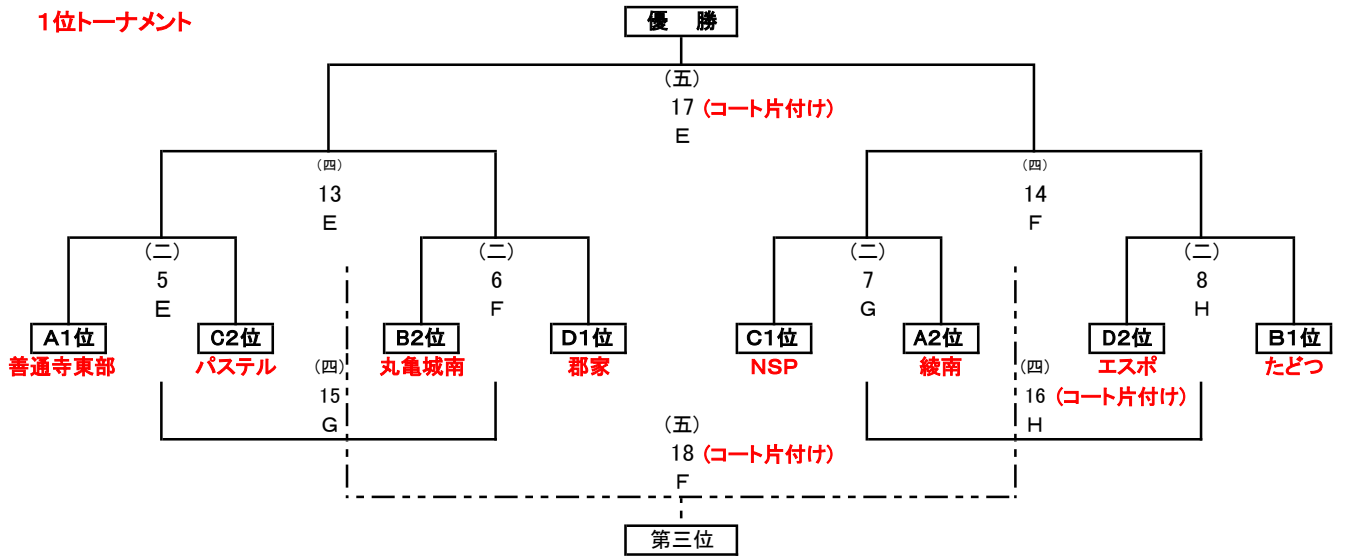 1位トーナメント
優　勝
(五)
17 (コート片付け)
E
(四)
13
E
(四)
14
F
(二)
5
E
(二)
6
F
(二)
7
G
(二)
8
H
A1位
C2位
B2位
D1位
C1位
A2位
D2位
B1位
善通寺東部
パステル
丸亀城南
郡家
NSP
綾南
エスポ
たどつ
(四)
15
G
(四)
16 (コート片付け)
H
(五)
18 (コート片付け)
F
第三位